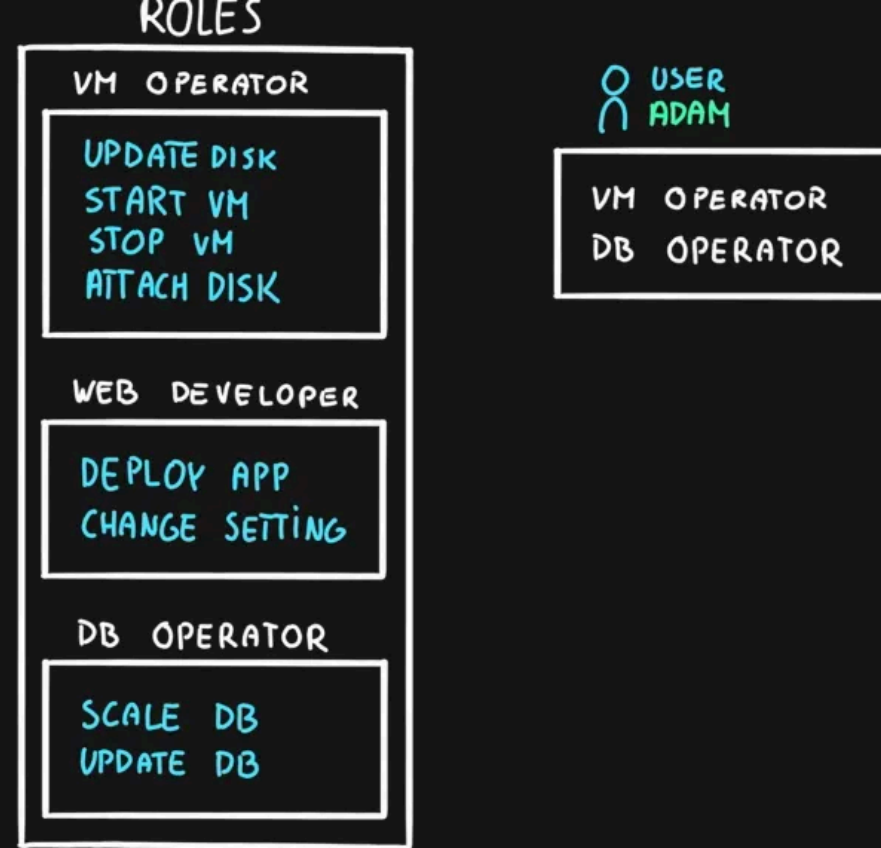 ROLES
VM OPERATOR
UPDATE DISK
START VM
STOP VM
ATTACH DISK
WEB DEVELOPER
DEPLOY APP
CHANGE SETTING
DB OPERATOR
SCALE DB
UPDATE DB
USER
ADAM
VM OPERATOR
DB OPERATOR